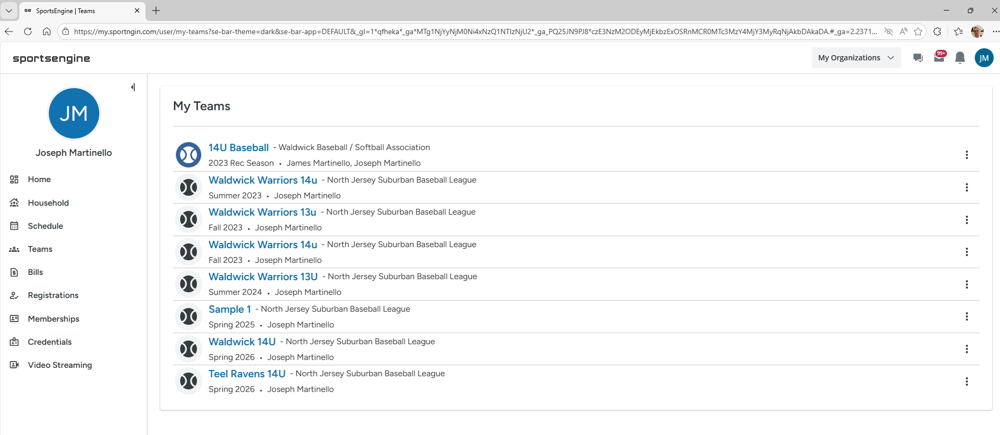 se SportsEngine | Teams
https://my.sportngin.com/user/my-teams?se-bar-theme=dark&se-bar-app=DEFAULT&_gl=1*qfheka*_ga*MTg1NjYyNjM0Ni4xNzQ1NTIzNjU2*_ga_PQ25JN9PJ8*czE3NzM2ODEyMjEkbzExOSRnMCR0MTc3MzY4MjY3MyRqNjAkbDAkaDA.#_ga=2.2371...
sportsengine
My Organizations
99+
JM
JM
Joseph Martinello
Home
Household
Schedule
Teams
Bills
Registrations
Memberships
Credentials
Video Streaming
My Teams
14U Baseball - Waldwick Baseball / Softball Association
2023 Rec Season • James Martinello, Joseph Martinello
Waldwick Warriors 14u - North Jersey Suburban Baseball League
Summer 2023 • Joseph Martinello
Waldwick Warriors 13u - North Jersey Suburban Baseball League
Fall 2023 • Joseph Martinello
Waldwick Warriors 14u - North Jersey Suburban Baseball League
Fall 2023 • Joseph Martinello
Waldwick Warriors 13U - North Jersey Suburban Baseball League
Summer 2024 • Joseph Martinello
Sample 1 - North Jersey Suburban Baseball League
Spring 2025 • Joseph Martinello
Waldwick 14U - North Jersey Suburban Baseball League
Spring 2026 • Joseph Martinello
Teel Ravens 14U - North Jersey Suburban Baseball League
Spring 2026 • Joseph Martinello